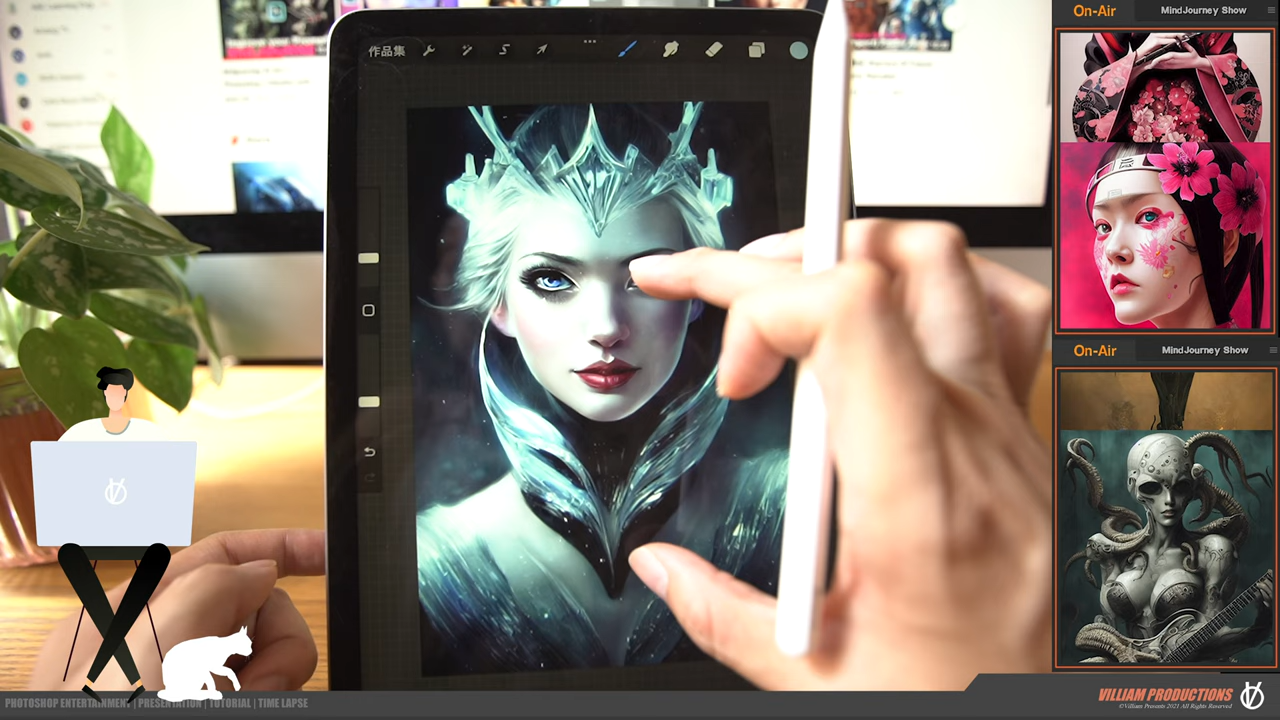 作品集
On-Air
MindJourney Show
On-Air
MindJourney Show
PHOTOSHOP ENTERTAINMENT | PRESENTATION | TUTORIAL | TIME LAPSE
VILLIAM PRODUCTIONS
©Villiam Presents 2021 All Rights Reserved